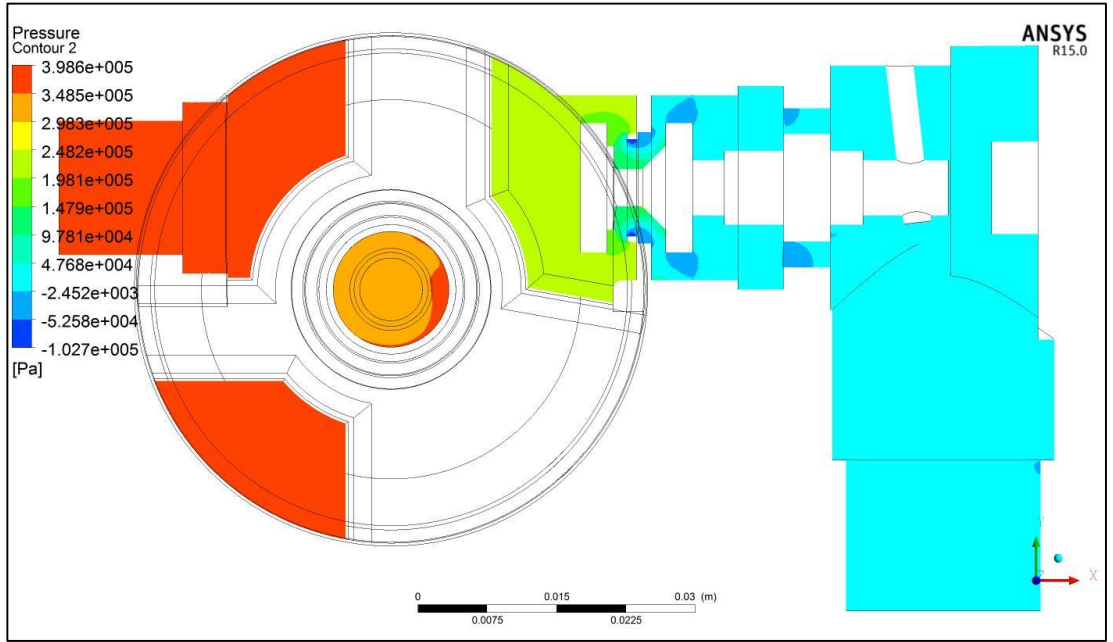 Pressure
Contour 2
3.986e+005
3.485e+005
2.983e+005
2.482e+005
1.981e+005
1.479e+005
9.781e+004
4.768e+004
-2.452e+003
-5.258e+004
-1.027e+005
[Pa]
ANSYS
R15.0
0 0.015 0.03 (m)
0.0075 0.0225
Y
Z X